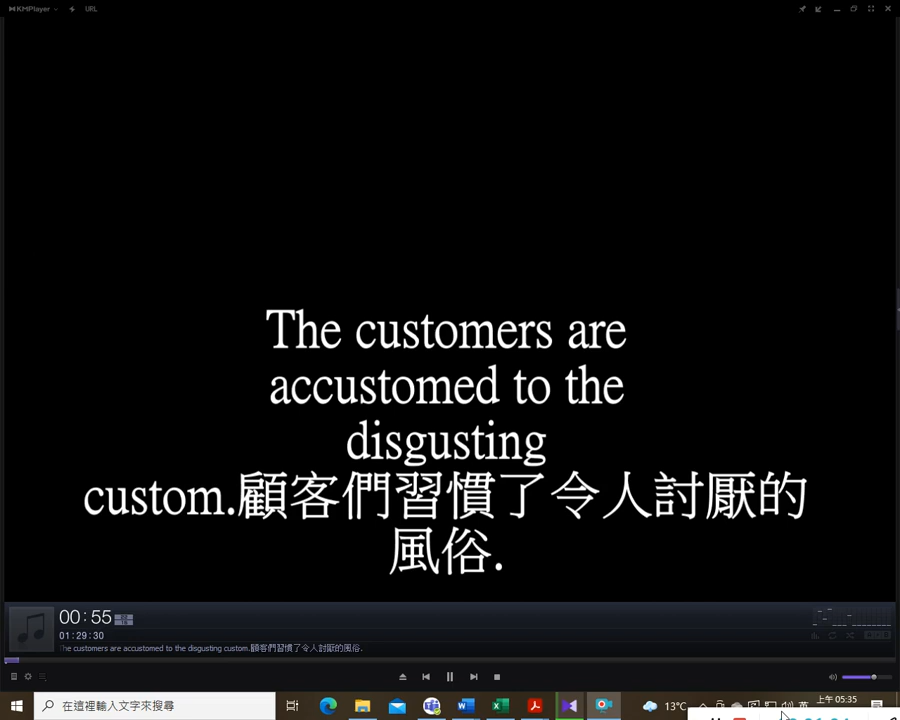 KMPlayer
URL
The customers are
accustomed to the
disgusting
custom.顧客們習慣了令人討厭的
風俗.
00:55
01:29:30
The customers are accustomed to the disgusting custom.顧客們習慣了令人討厭的風俗.
在這裡輸入文字來搜尋
13°C
英
上午 05:35